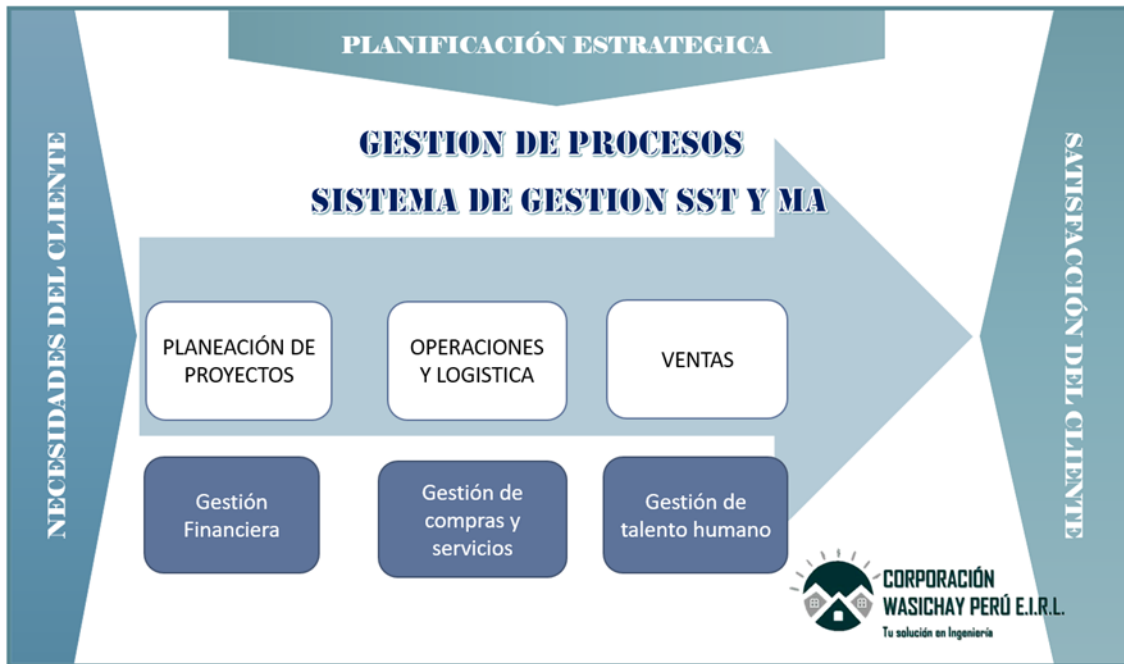 PLANIFICACIÓN ESTRATEGICA
NECESIDADES DEL CLIENTE
GESTION DE PROCESOS
SISTEMA DE GESTION SST Y MA
PLANEACIÓN DE
PROYECTOS
OPERACIONES
Y LOGISTICA
VENTAS
Gestión
Financiera
Gestión de
compras y
servicios
Gestión de
talento humano
SATISFACCIÓN DEL CLIENTE
CORPORACIÓN
WASICHAY PERÚ E.I.R.L.
Tu solución en Ingeniería